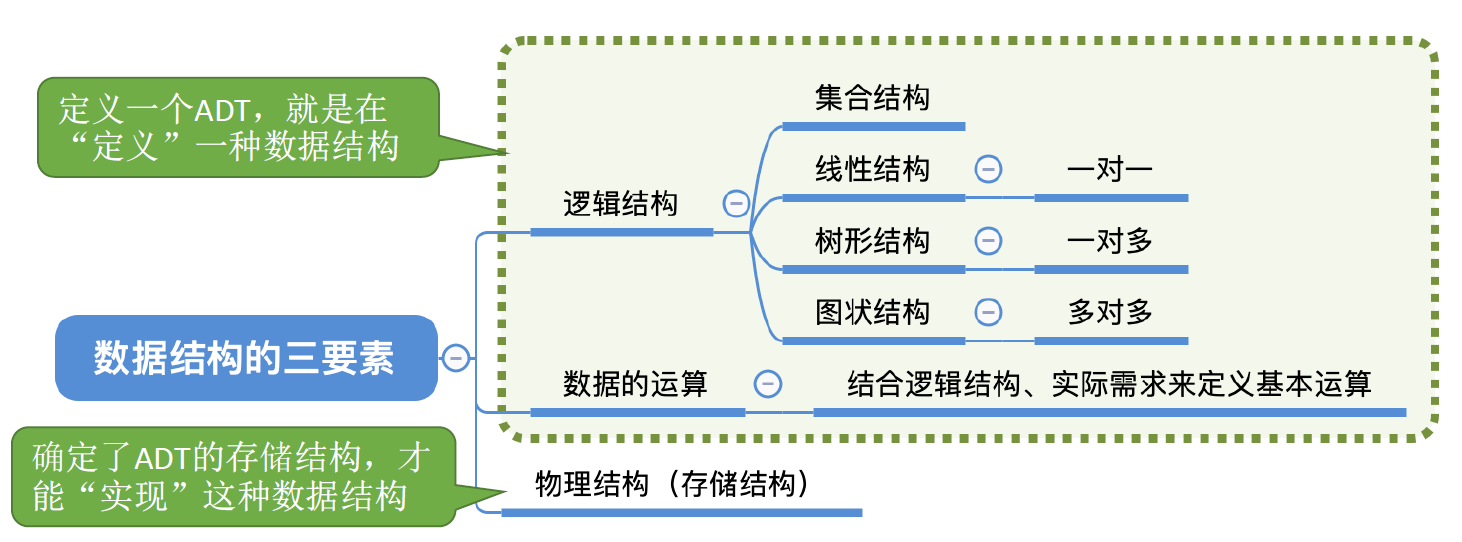 定义一个ADT，就是在
“定义”一种数据结构
集合结构
线性结构
一对一
逻辑结构
树形结构
一对多
图状结构
多对多
数据结构的三要素
数据的运算
结合逻辑结构、实际需求来定义基本运算
确定了ADT的存储结构，才
能“实现”这种数据结构
物理结构（存储结构）